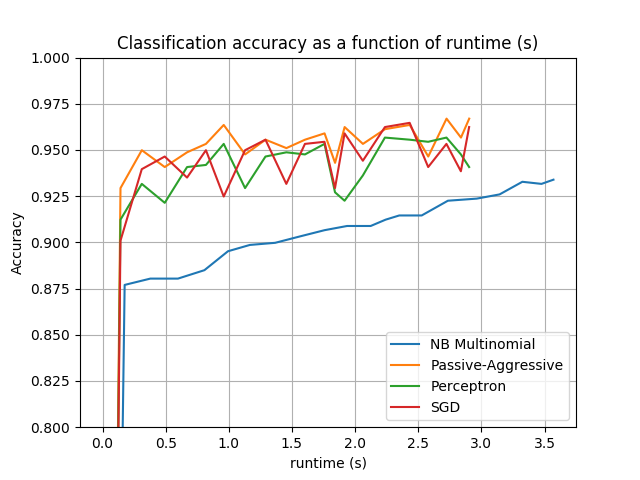 Classification accuracy as a function of runtime (s)
1.000
0.975
0.950
0.925
0.900
0.875
0.850
0.825
0.800
Accuracy
NB Multinomial
Passive-Aggressive
Perceptron
SGD
0.0 0.5 1.0 1.5 2.0 2.5 3.0 3.5
runtime (s)